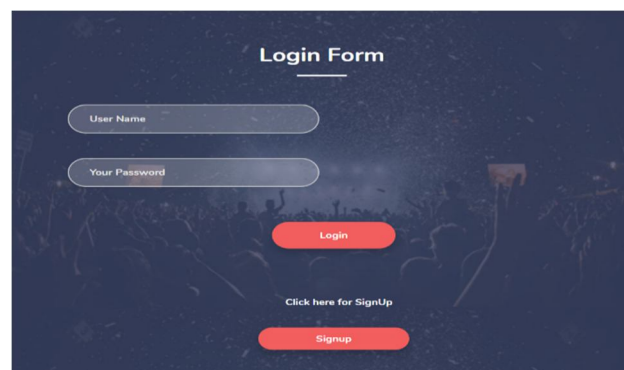 Login Form
User Name
Your Password
Login
Click here for SignUp
Signup